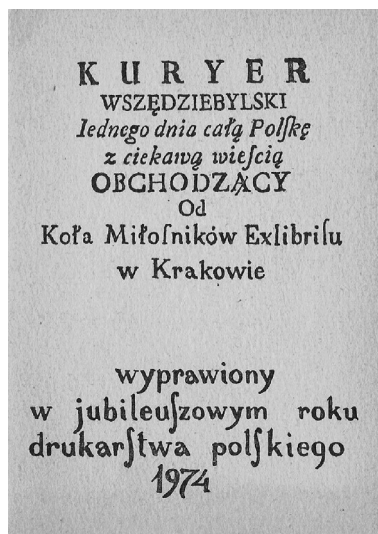 KURYER
WSZĘDZIEBYLSKI
Iednego dnia całą Polſkę
z ciekawą wieſcią
OBCHODZĄCY
Od
Koła Miłoſników Exlibriſu
w Krakowie
wyprawiony
w jubileuſzowym roku
drukarſtwa polſkiego
1974